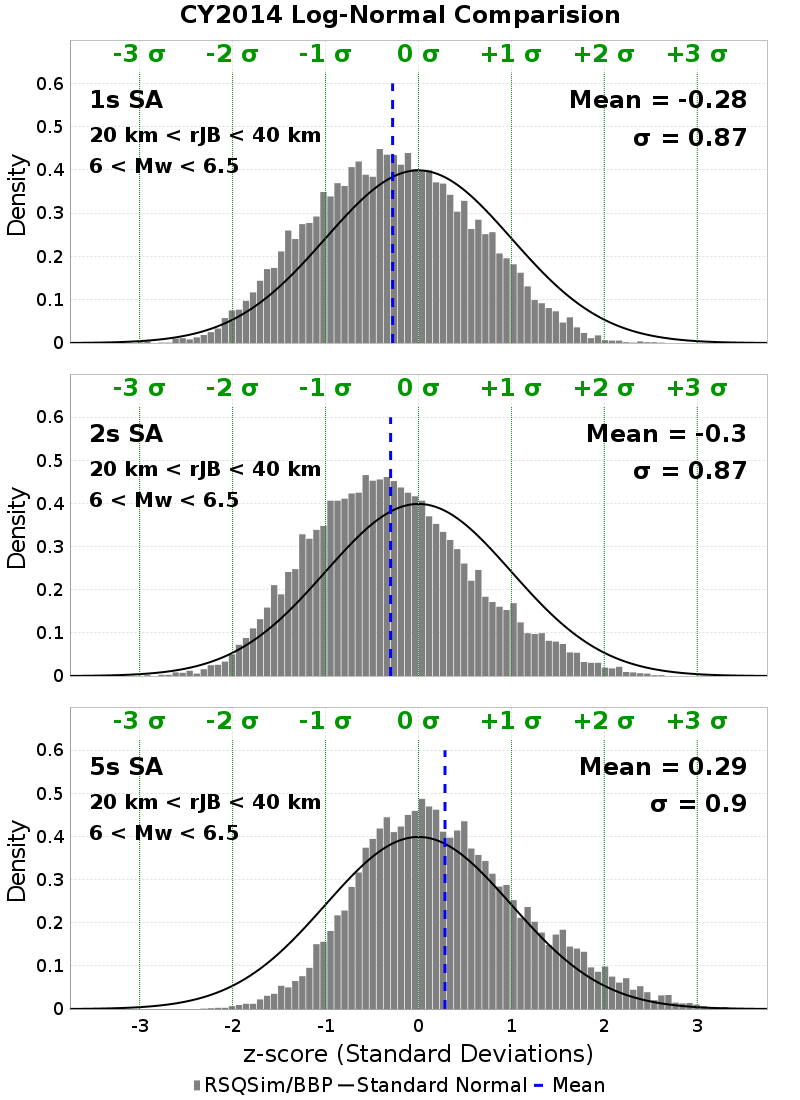 CY2014 Log-Normal Comparision
-3 σ -2 σ -1 σ 0 σ +1 σ +2 σ +3 σ
1s SA
Mean = -0.28
20 km < rJB < 40 km
σ = 0.87
6 < Mw < 6.5
Density
0.6
0.5
0.4
0.3
0.2
0.1
0
-3 σ -2 σ -1 σ 0 σ +1 σ +2 σ +3 σ
2s SA
Mean = -0.3
20 km < rJB < 40 km
σ = 0.87
6 < Mw < 6.5
Density
0.6
0.5
0.4
0.3
0.2
0.1
0
-3 σ -2 σ -1 σ 0 σ +1 σ +2 σ +3 σ
5s SA
Mean = 0.29
20 km < rJB < 40 km
σ = 0.9
6 < Mw < 6.5
Density
0.6
0.5
0.4
0.3
0.2
0.1
0
-3 -2 -1 0 1 2 3
z-score (Standard Deviations)
RSQSim/BBP Standard Normal Mean